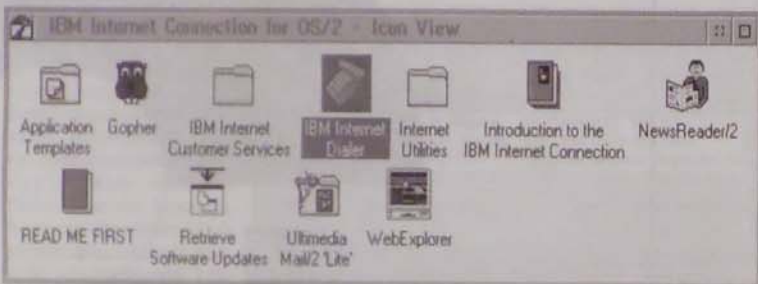 IBM Internet Connection for OS/2 - Icon View
Application Templates
Gopher
IBM Internet Customer Services
IBM Internet Dialer
Internet Utilities
Introduction to the IBM Internet Connection
NewsReader/2
READ ME FIRST
Retrieve Software Updates
Ultimedia Mail/2 'Lite'
WebExplorer